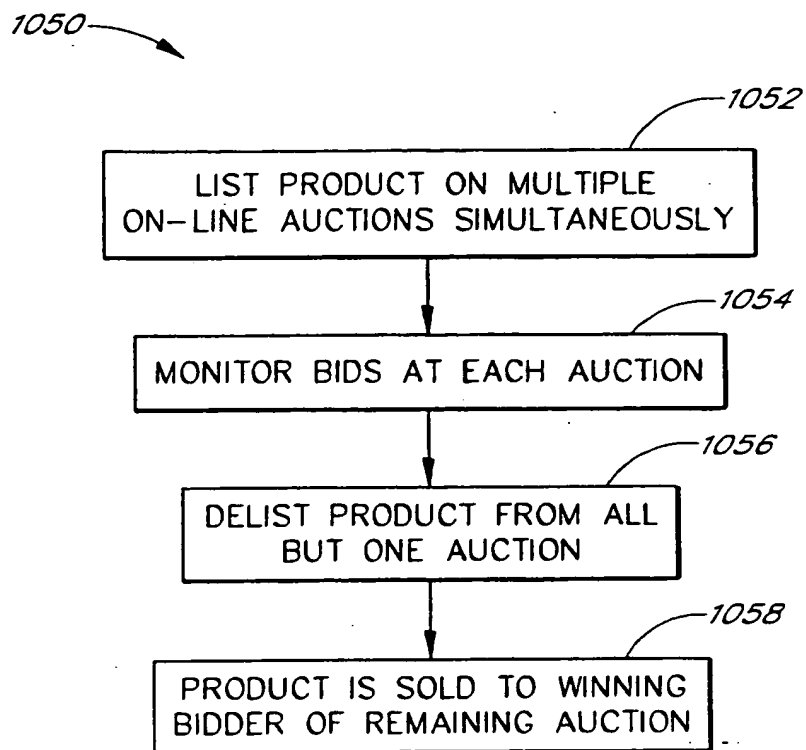 1050
1052
LIST PRODUCT ON MULTIPLE
ON-LINE AUCTIONS SIMULTANEOUSLY
1054
MONITOR BIDS AT EACH AUCTION
1056
DELIST PRODUCT FROM ALL
BUT ONE AUCTION
1058
PRODUCT IS SOLD TO WINNING
BIDDER OF REMAINING AUCTION